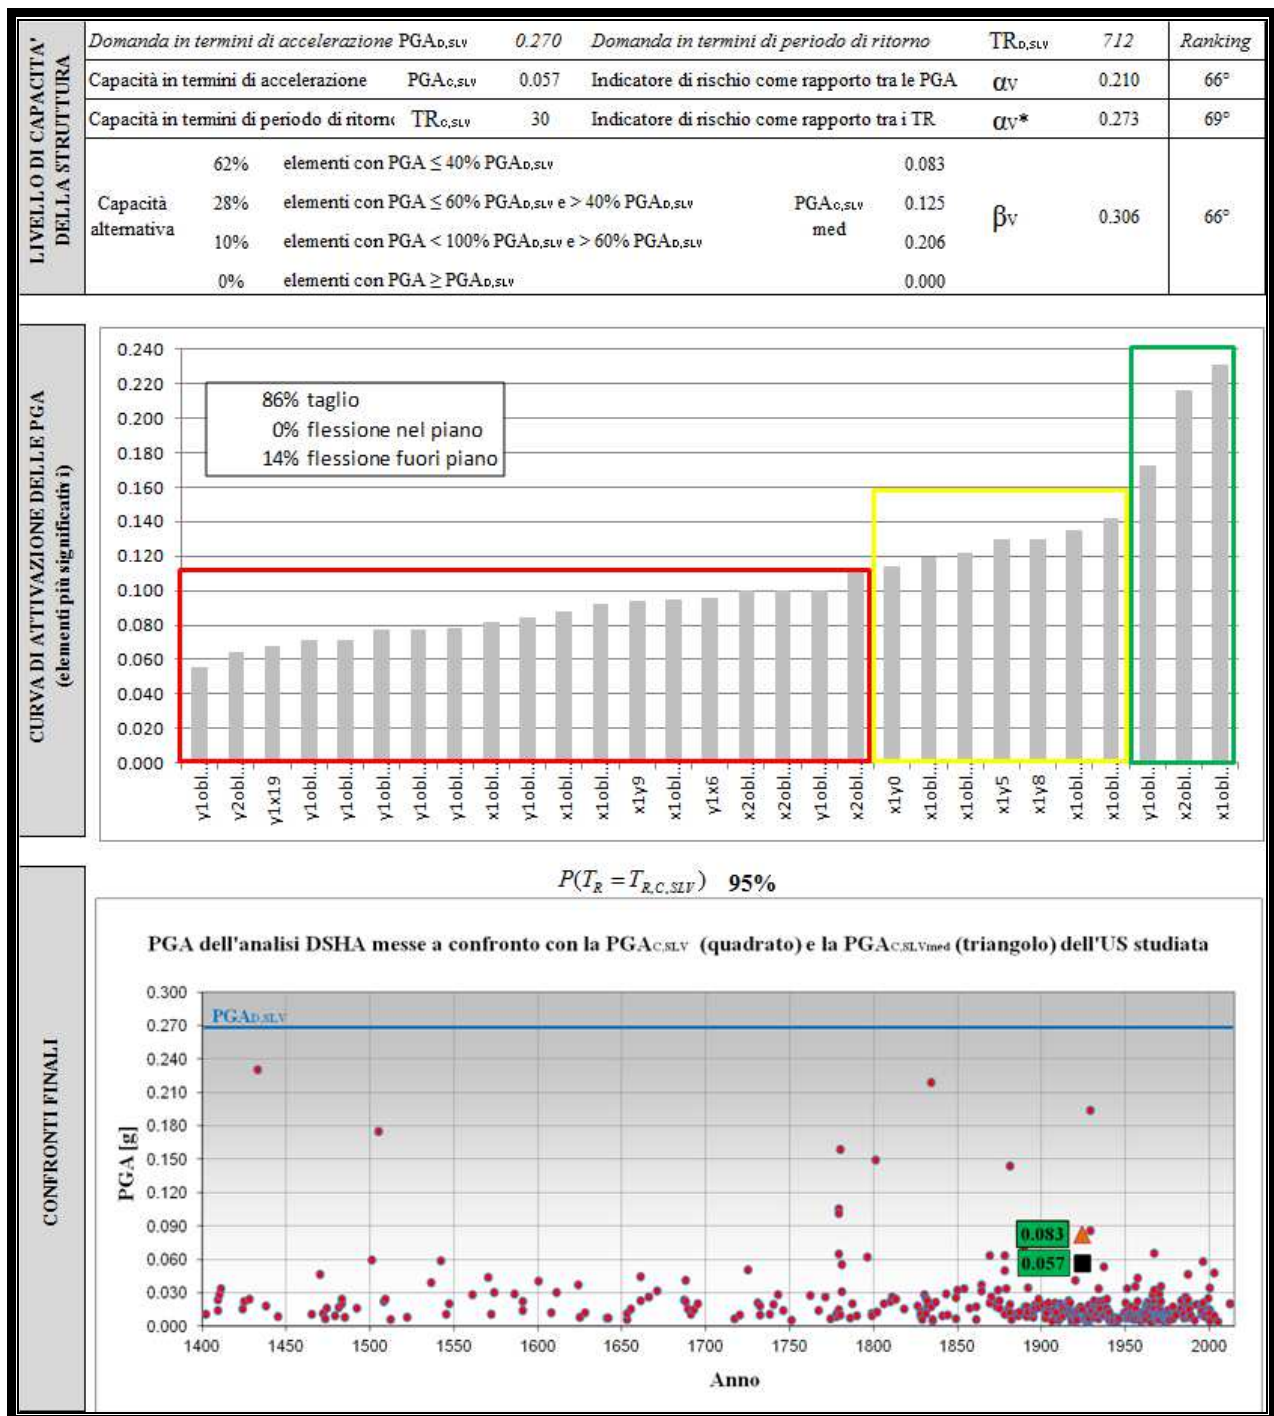 LIVELLO DI CAPACITA'
DELLA STRUTTURA
Domanda in termini di accelerazione PGAD,SLV 0.270 Domanda in termini di periodo di ritorno TRD,SLV 712 Ranking
Capacità in termini di accelerazione PGAC,SLV 0.057 Indicatore di rischio come rapporto tra le PGA αV 0.210 66°
Capacità in termini di periodo di ritorno TRC,SLV 30 Indicatore di rischio come rapporto tra i TR αV* 0.273 69°
Capacità
alternativa
62% elementi con PGA ≤ 40% PGAD,SLV 0.083
28% elementi con PGA ≤ 60% PGAD,SLV e > 40% PGAD,SLV 0.125
10% elementi con PGA < 100% PGAD,SLV e > 60% PGAD,SLV 0.206
0% elementi con PGA ≥ PGAD,SLV 0.000
PGAC,SLV
med
βV 0.306 66°
CURVA DI ATTIVAZIONE DELLE PGA
(elementi più significativi)
0.240
0.220
0.200
0.180
0.160
0.140
0.120
0.100
0.080
0.060
0.040
0.020
0.000
86% taglio
0% flessione nel piano
14% flessione fuori piano
y1obl..
y2obl..
y1x19
y1obl..
y1obl..
y1obl..
y1obl..
y1obl..
x1obl..
y1obl..
x1obl..
x1obl..
x1y9
x1obl..
y1x6
x2obl..
x2obl..
y1obl..
x2obl..
x1y0
x1obl..
x1obl..
x1y5
x1y8
x1obl..
x1obl..
y1obl..
x2obl..
x1obl..
CONFRONTI FINALI
P(TR = TR,C,SLV) 95%
PGA dell'analisi DSHA messe a confronto con la PGAC,SLV (quadrato) e la PGAC,SLVmed (triangolo) dell'US studiata
PGA [g]
0.300
0.270
0.240
0.210
0.180
0.150
0.120
0.090
0.060
0.030
0.000
PGAD,SLV
0.083
0.057
1400 1450 1500 1550 1600 1650 1700 1750 1800 1850 1900 1950 2000
Anno